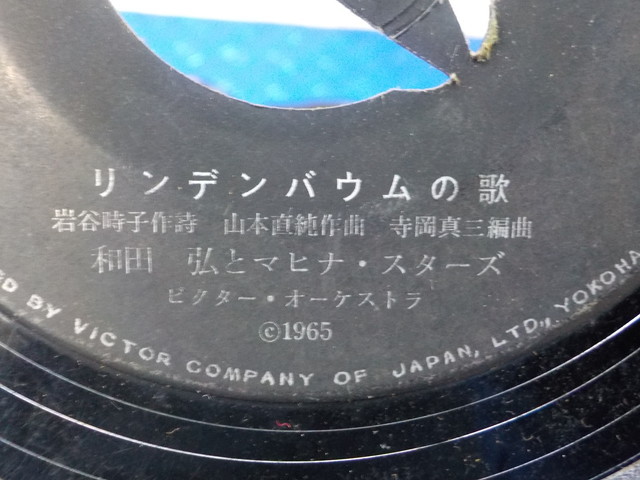 リンデンバウムの歌
岩谷時子作詩 山本直純作曲 寺岡真三編曲
和田 弘とマヒナ・スターズ
ビクター・オーケストラ
©1965
BY VICTOR COMPANY OF JAPAN, LTD., YOKOHA